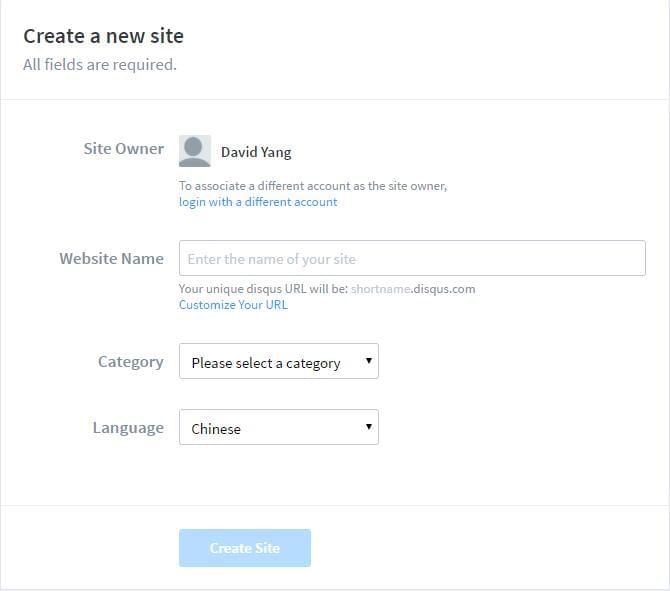 Create a new site
All fields are required.
Site Owner
David Yang
To associate a different account as the site owner,
login with a different account
Website Name
Enter the name of your site
Your unique disqus URL will be: shortname.disqus.com
Customize Your URL
Category
Please select a category
Language
Chinese
Create Site